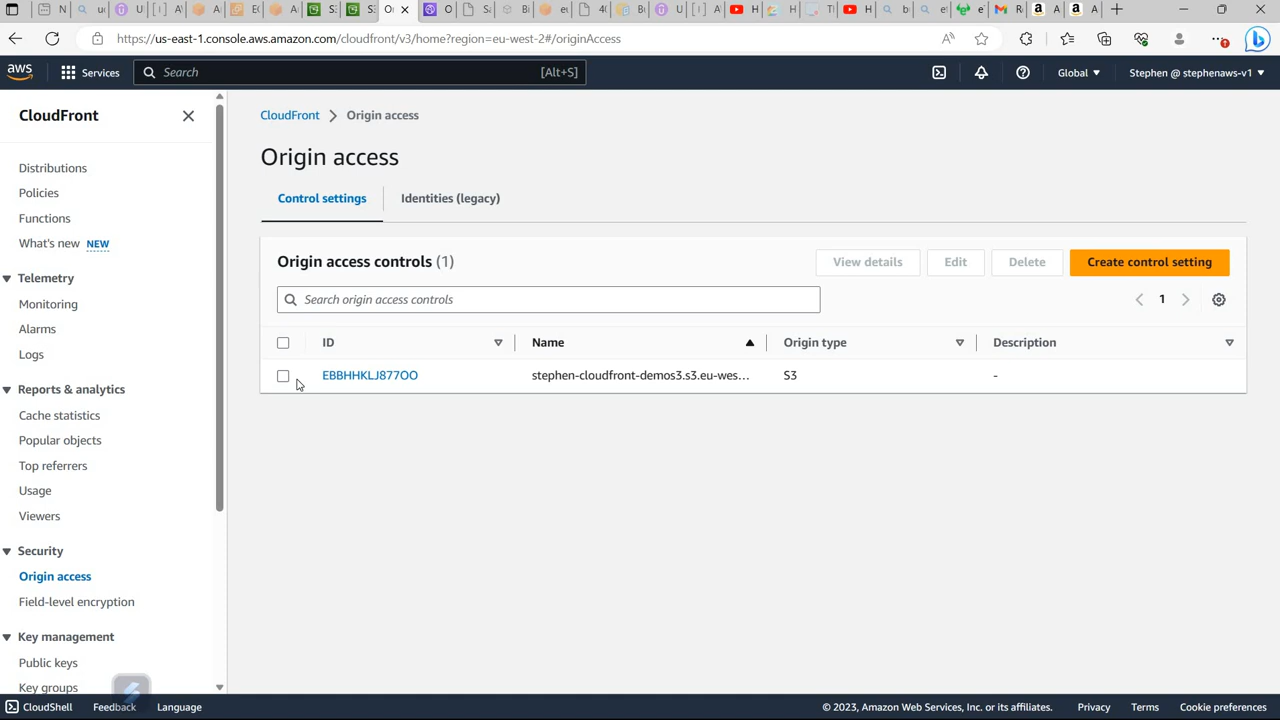 https://us-east-1.console.aws.amazon.com/cloudfront/v3/home?region=eu-west-2#/originAccess
aws
Services
Search
[Alt+S]
Global
Stephen @ stephenaws-v1
CloudFront
Distributions
Policies
Functions
What's new NEW
Telemetry
Monitoring
Alarms
Logs
Reports & analytics
Cache statistics
Popular objects
Top referrers
Usage
Viewers
Security
Origin access
Field-level encryption
Key management
Public keys
Key groups
CloudFront > Origin access
Origin access
Control settings
Identities (legacy)
Origin access controls (1)
View details
Edit
Delete
Create control setting
Search origin access controls
1
ID
Name
Origin type
Description
EBBHHKLJ877OO
stephen-cloudfront-demos3.s3.eu-wes...
S3
-
CloudShell
Feedback
Language
© 2023, Amazon Web Services, Inc. or its affiliates.
Privacy
Terms
Cookie preferences